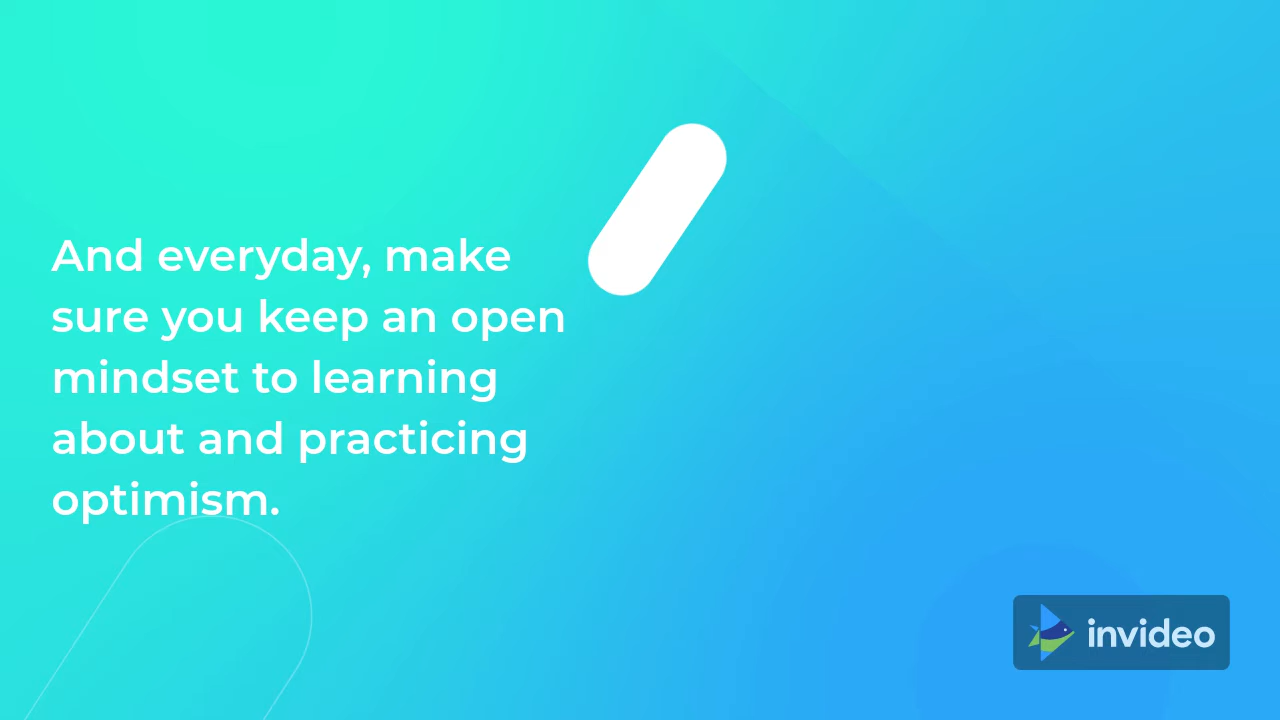 And everyday, make
sure you keep an open
mindset to learning
about and practicing
optimism.
invideo